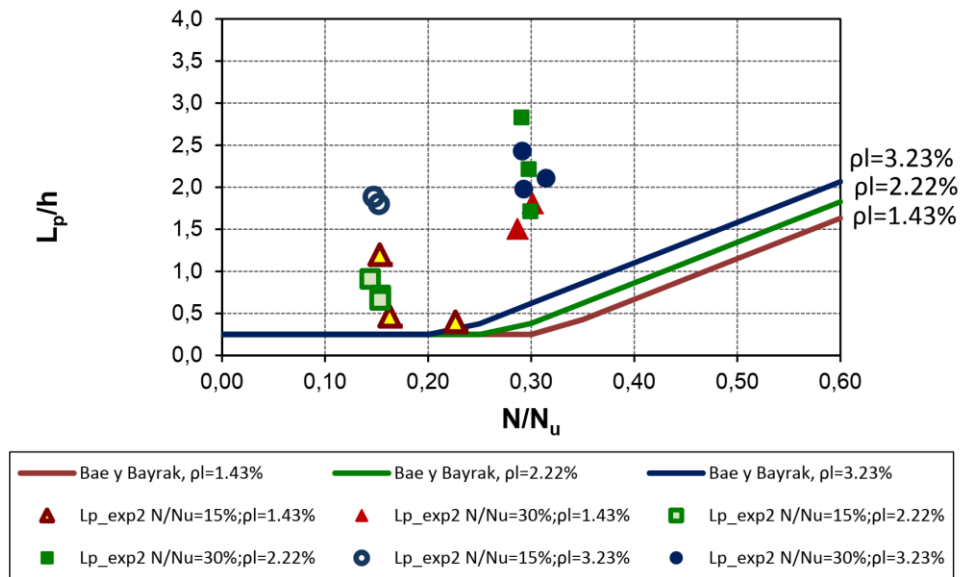 4,0
3,5
3,0
2,5
2,0
1,5
1,0
0,5
0,0
Lp/h
0,00 0,10 0,20 0,30 0,40 0,50 0,60
N/Nu
ρl=3.23%
ρl=2.22%
ρl=1.43%
Bae y Bayrak, ρl=1.43% Bae y Bayrak, ρl=2.22% Bae y Bayrak, ρl=3.23%
Lp_exp2 N/Nu=15%;ρl=1.43% Lp_exp2 N/Nu=30%;ρl=1.43% Lp_exp2 N/Nu=15%;ρl=2.22%
Lp_exp2 N/Nu=30%;ρl=2.22% Lp_exp2 N/Nu=15%;ρl=3.23% Lp_exp2 N/Nu=30%;ρl=3.23%